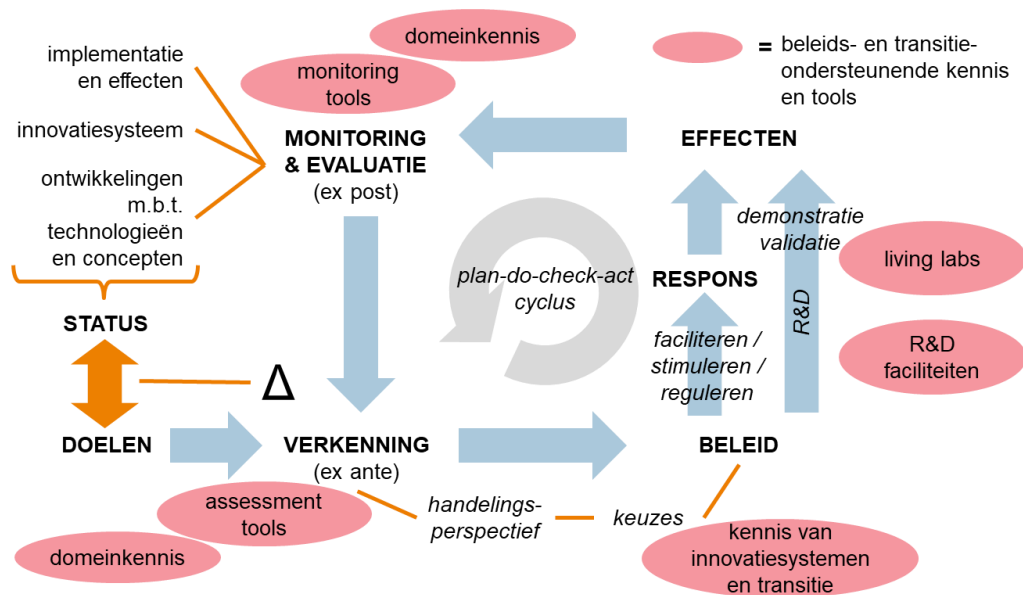 implementatie
en effecten
innovatiesysteem
ontwikkelingen
m.b.t.
technologieën
en concepten
STATUS
DOELEN
Δ
domeinkennis
monitoring
tools
MONITORING
& EVALUATIE
(ex post)
= beleids- en transitie-
ondersteunende kennis
en tools
EFFECTEN
demonstratie
validatie
living labs
plan-do-check-act
cyclus
RESPONS
R&D
R&D
faciliteiten
faciliteren /
stimuleren /
reguleren
VERKENNING
(ex ante)
BELEID
assessment
tools
domeinkennis
handelings-
perspectief
keuzes
kennis van
innovatiesystemen
en transitie